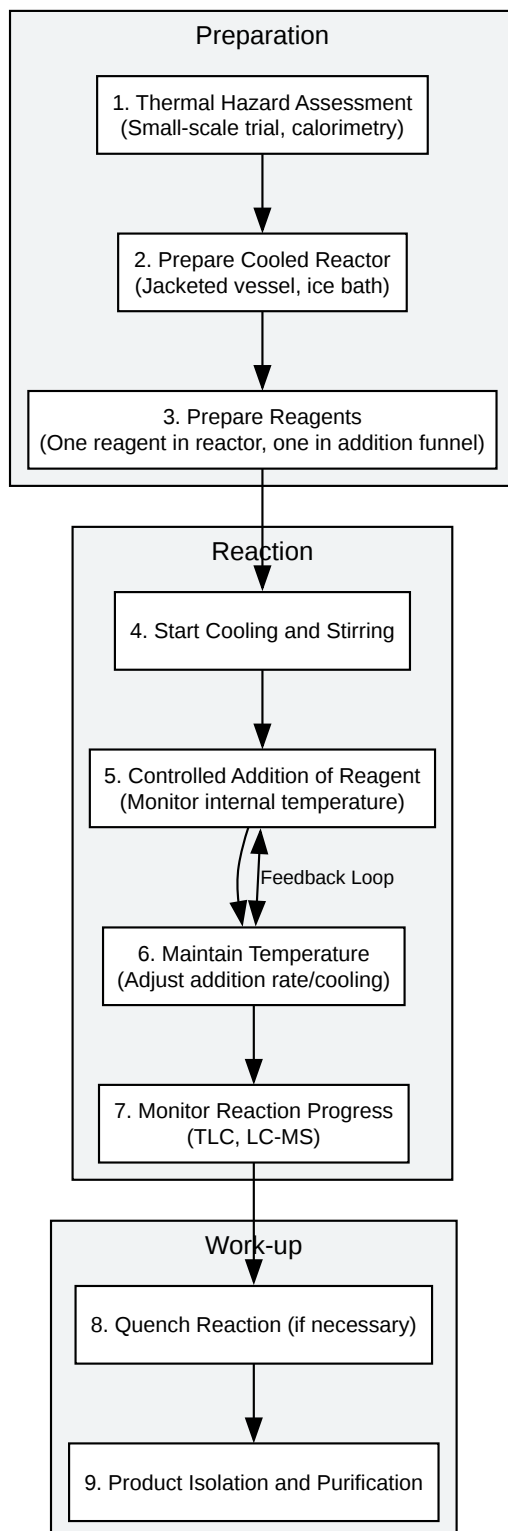 Preparation
1. Thermal Hazard Assessment
(Small-scale trial, calorimetry)
2. Prepare Cooled Reactor
(Jacketed vessel, ice bath)
3. Prepare Reagents
(One reagent in reactor, one in addition funnel)
Reaction
4. Start Cooling and Stirring
5. Controlled Addition of Reagent
(Monitor internal temperature)
Feedback Loop
6. Maintain Temperature
(Adjust addition rate/cooling)
7. Monitor Reaction Progress
(TLC, LC-MS)
Work-up
8. Quench Reaction (if necessary)
9. Product Isolation and Purification